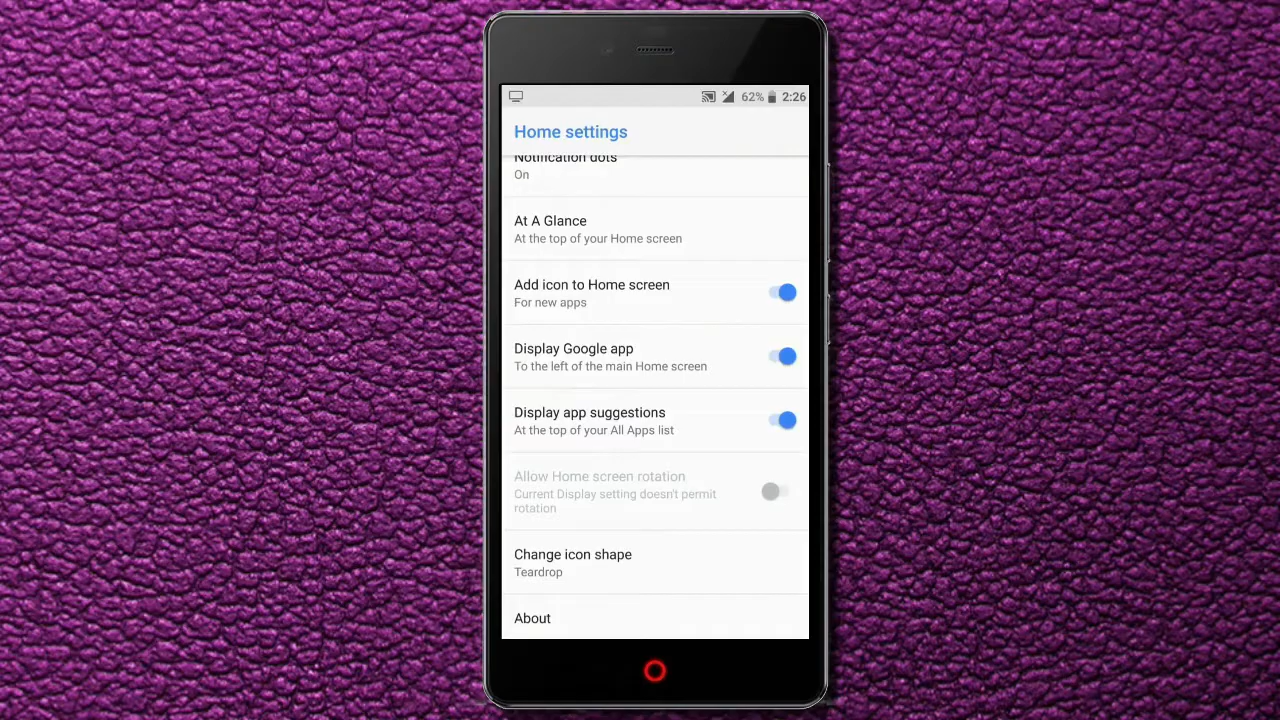 62% 2:26
Home settings
Notification dots
On
At A Glance
At the top of your Home screen
Add icon to Home screen
For new apps
Display Google app
To the left of the main Home screen
Display app suggestions
At the top of your All Apps list
Allow Home screen rotation
Current Display setting doesn't permit
rotation
Change icon shape
Teardrop
About